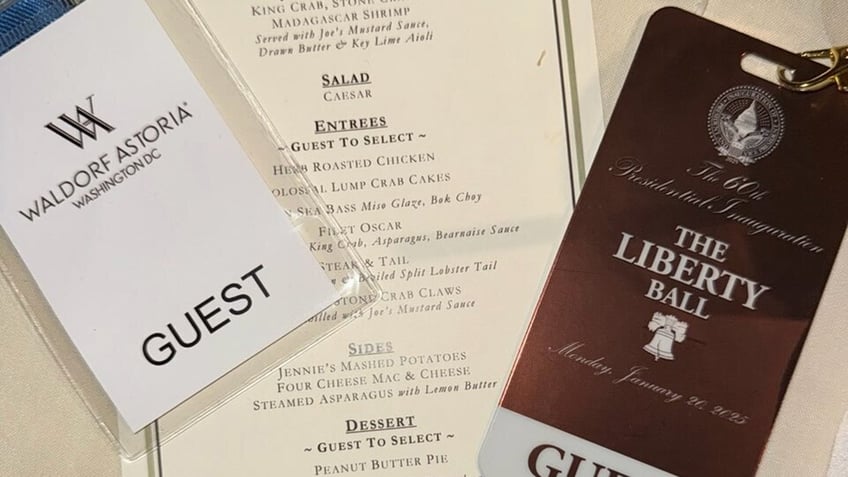 WALDORF ASTORIA®
WASHINGTON DC
GUEST
KING CRAB, STONE
MADAGASCAR SHRIMP
Served with Joe's Mustard Sauce,
Drawn Butter & Key Lime Aioli
SALAD
CAESAR
ENTREES
~ GUEST TO SELECT ~
HERB ROASTED CHICKEN
COLOSSAL LUMP CRAB CAKES
SEA BASS Miso Glaze, Bok Choy
FILET OSCAR
King Crab, Asparagus, Bearnaise Sauce
STEAK & TAIL
Broiled Split Lobster Tail
STONE CRAB CLAWS
with Joe's Mustard Sauce
SIDES
JENNIE'S MASHED POTATOES
FOUR CHEESE MAC & CHEESE
STEAMED ASPARAGUS with Lemon Butter
DESSERT
~ GUEST TO SELECT ~
PEANUT BUTTER PIE
The 60th
Presidential Inauguration
THE
LIBERTY
BALL
Monday, January 20, 2025
GUEST